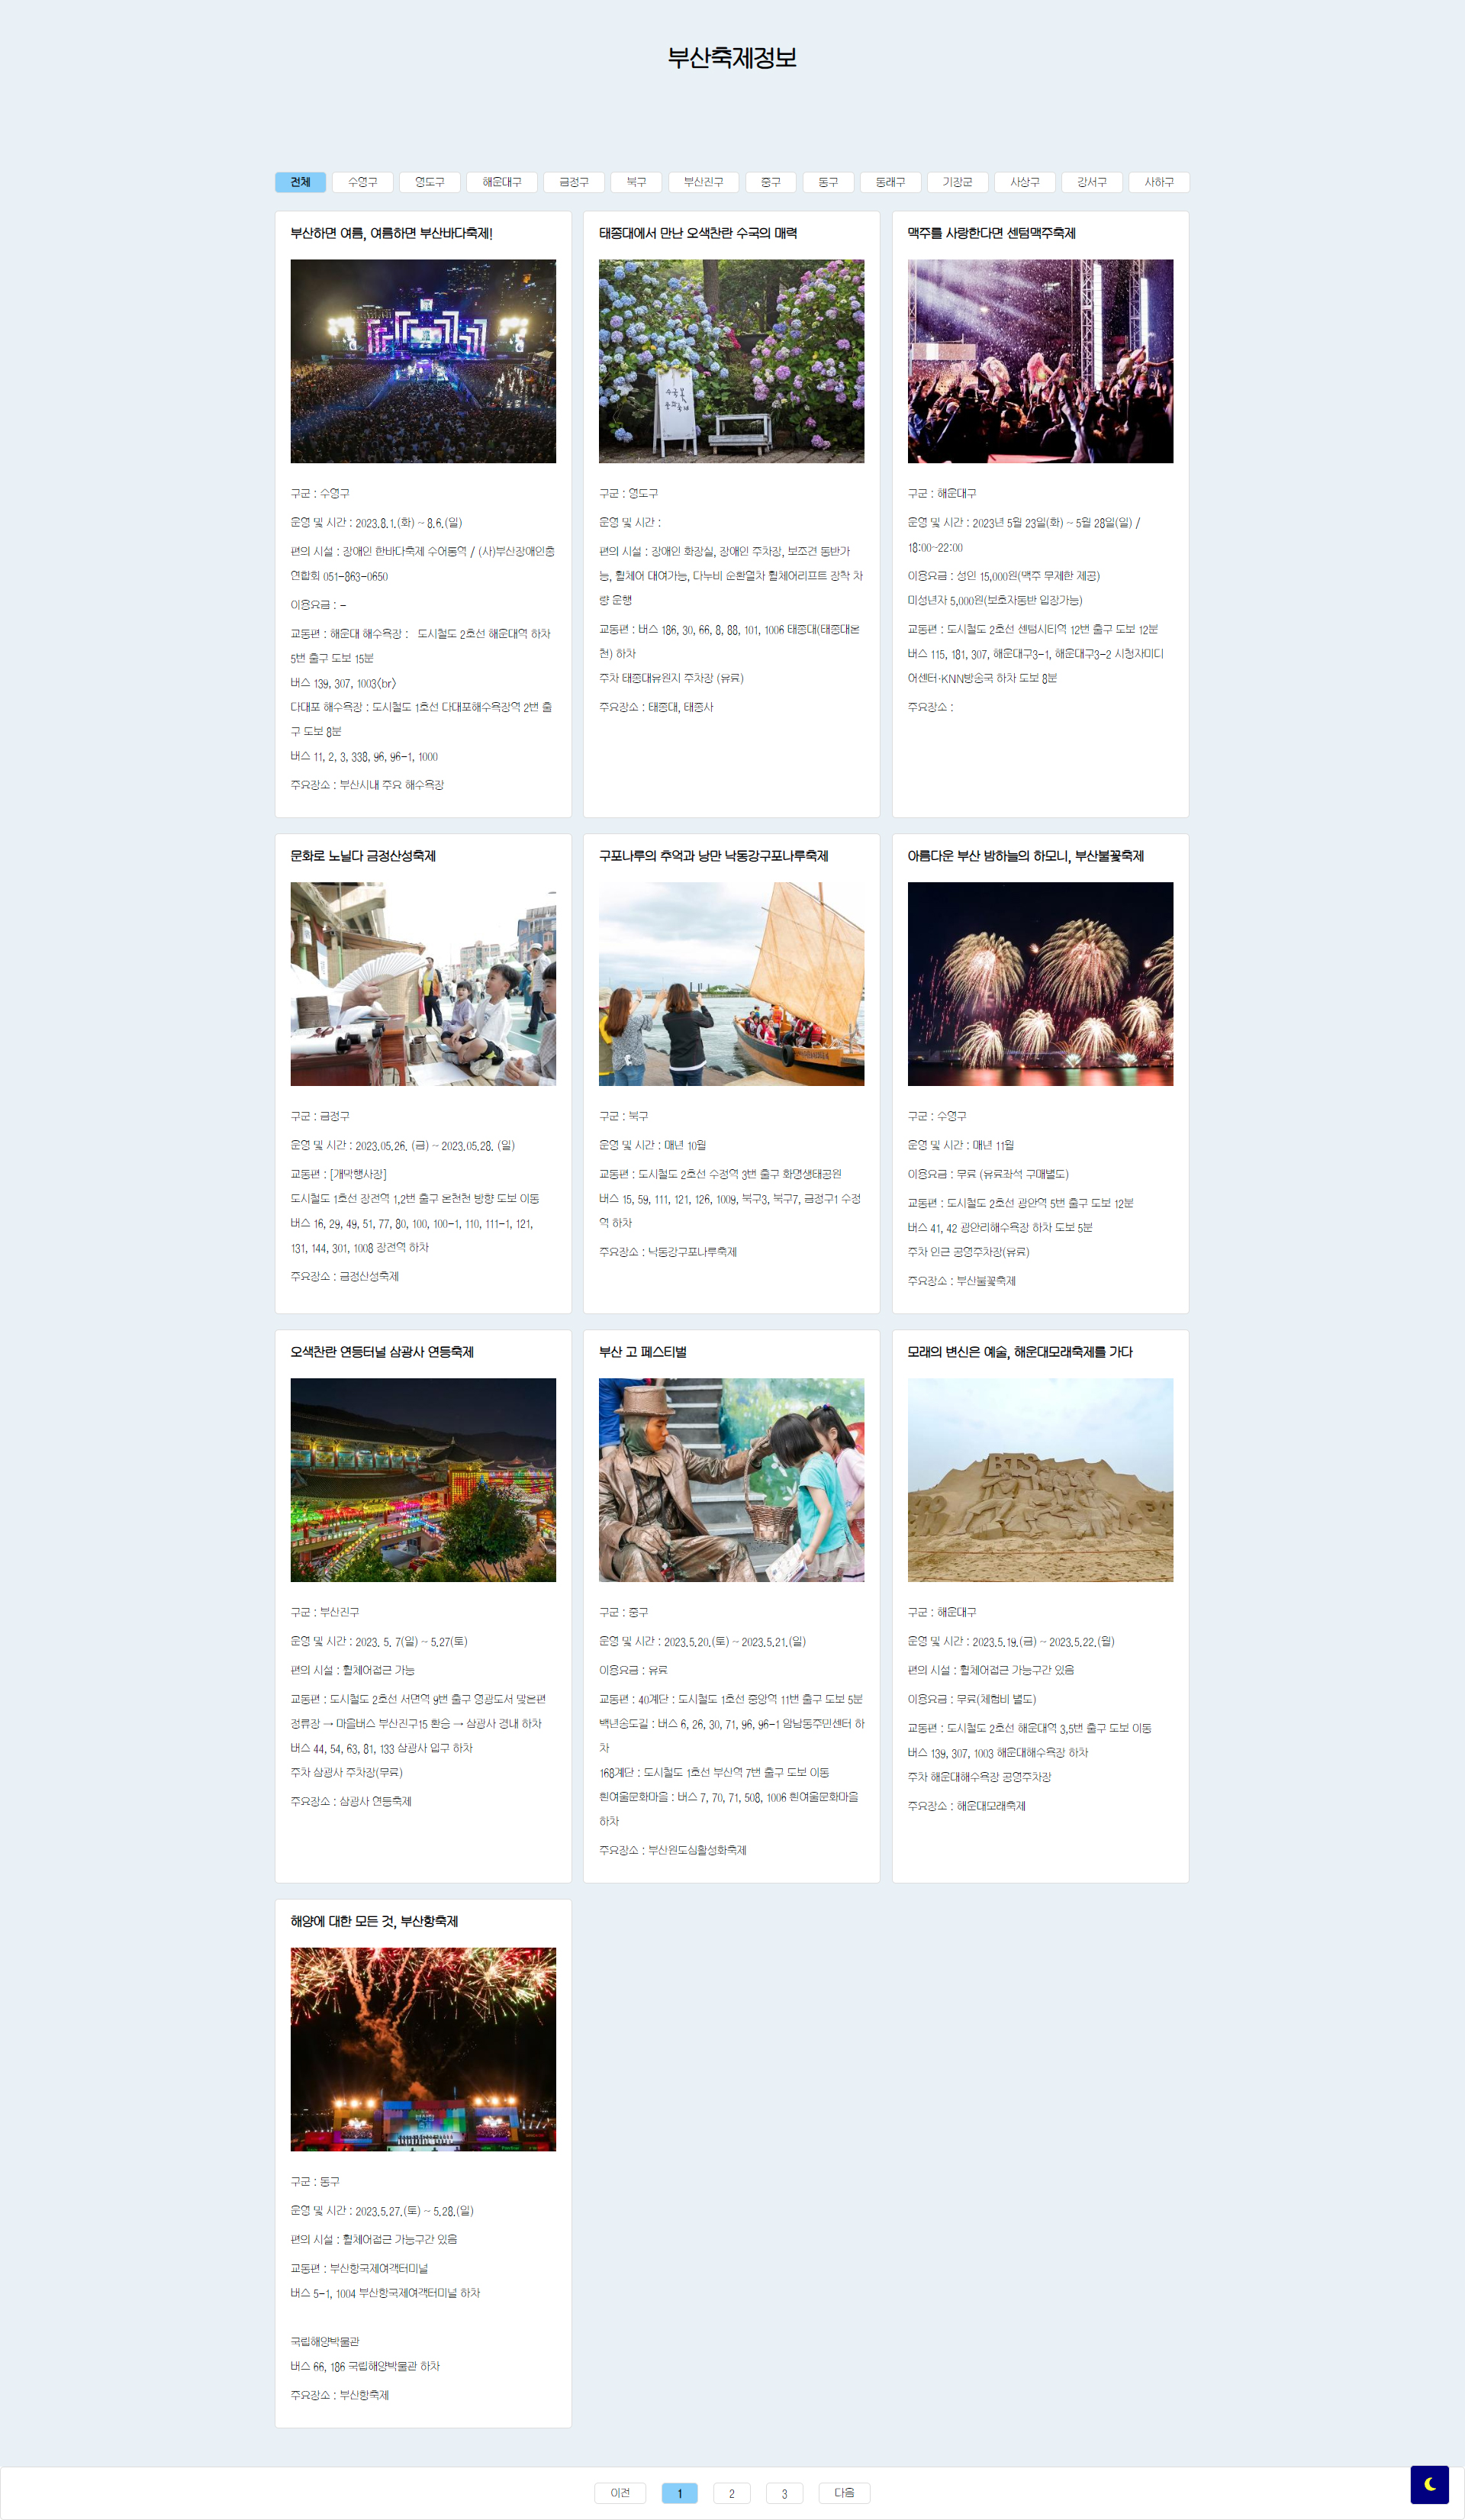 부산축제정보
전체 수영구 영도구 해운대구 금정구 북구 부산진구 중구 동구 동래구 기장군 사상구 강서구 사하구
부산하면 여름, 여름하면 부산바다축제!
구군 : 수영구
운영 및 시간 : 2023.8.1.(화) ~ 8.6.(일)
편의 시설 : 장애인 한바다축제 수어통역 / (사)부산장애인총
연합회 051-863-0650
이용요금 : -
교통편 : 해운대 해수욕장 : 도시철도 2호선 해운대역 하차
5번 출구 도보 15분
버스 139, 307, 1003<br>
다대포 해수욕장 : 도시철도 1호선 다대포해수욕장역 2번 출
구 도보 8분
버스 11, 2, 3, 338, 96, 96-1, 1000
주요장소 : 부산시내 주요 해수욕장
태종대에서 만난 오색찬란 수국의 매력
수국꽃
문화축제
구군 : 영도구
운영 및 시간 :
편의 시설 : 장애인 화장실, 장애인 주차장, 보조견 동반가
능, 휠체어 대여가능, 다누비 순환열차 휠체어리프트 장착 차
량 운행
교통편 : 버스 186, 30, 66, 8, 88, 101, 1006 태종대(태종대온
천) 하차
주차 태종대유원지 주차장 (유료)
주요장소 : 태종대, 태종사
맥주를 사랑한다면 센텀맥주축제
구군 : 해운대구
운영 및 시간 : 2023년 5월 23일(화) ~ 5월 28일(일) /
18:00~22:00
이용요금 : 성인 15,000원(맥주 무제한 제공)
미성년자 5,000원(보호자동반 입장가능)
교통편 : 도시철도 2호선 센텀시티역 12번 출구 도보 12분
버스 115, 181, 307, 해운대구3-1, 해운대구3-2 시청자미디
어센터·KNN방송국 하차 도보 8분
주요장소 :
문화로 노닐다 금정산성축제
구군 : 금정구
운영 및 시간 : 2023.05.26. (금) ~ 2023.05.28. (일)
교통편 : [개막행사장]
도시철도 1호선 장전역 1,2번 출구 온천천 방향 도보 이동
버스 16, 29, 49, 51, 77, 80, 100, 100-1, 110, 111-1, 121,
131, 144, 301, 1008 장전역 하차
주요장소 : 금정산성축제
구포나루의 추억과 낭만 낙동강구포나루축제
구군 : 북구
운영 및 시간 : 매년 10월
교통편 : 도시철도 2호선 수정역 3번 출구 화명생태공원
버스 15, 59, 111, 121, 126, 1009, 북구3, 북구7, 금정구1 수정
역 하차
주요장소 : 낙동강구포나루축제
아름다운 부산 밤하늘의 하모니, 부산불꽃축제
구군 : 수영구
운영 및 시간 : 매년 11월
이용요금 : 무료 (유료좌석 구매별도)
교통편 : 도시철도 2호선 광안역 5번 출구 도보 12분
버스 41, 42 광안리해수욕장 하차 도보 5분
주차 인근 공영주차장(유료)
주요장소 : 부산불꽃축제
오색찬란 연등터널 삼광사 연등축제
구군 : 부산진구
운영 및 시간 : 2023. 5. 7(일) ~ 5.27(토)
편의 시설 : 휠체어접근 가능
교통편 : 도시철도 2호선 서면역 9번 출구 영광도서 맞은편
정류장 → 마을버스 부산진구15 환승 → 삼광사 경내 하차
버스 44, 54, 63, 81, 133 삼광사 입구 하차
주차 삼광사 주차장(무료)
주요장소 : 삼광사 연등축제
부산 고 페스티벌
구군 : 중구
운영 및 시간 : 2023.5.20.(토) ~ 2023.5.21.(일)
이용요금 : 유료
교통편 : 40계단 : 도시철도 1호선 중앙역 11번 출구 도보 5분
백년송도길 : 버스 6, 26, 30, 71, 96, 96-1 암남동주민센터 하
차
168계단 : 도시철도 1호선 부산역 7번 출구 도보 이동
흰여울문화마을 : 버스 7, 70, 71, 508, 1006 흰여울문화마을
하차
주요장소 : 부산원도심활성화축제
모래의 변신은 예술, 해운대모래축제를 가다
BTS
구군 : 해운대구
운영 및 시간 : 2023.5.19.(금) ~ 2023.5.22.(월)
편의 시설 : 휠체어접근 가능구간 있음
이용요금 : 무료(체험비 별도)
교통편 : 도시철도 2호선 해운대역 3,5번 출구 도보 이동
버스 139, 307, 1003 해운대해수욕장 하차
주차 해운대해수욕장 공영주차장
주요장소 : 해운대모래축제
해양에 대한 모든 것, 부산항축제
구군 : 동구
운영 및 시간 : 2023.5.27.(토) ~ 5.28.(일)
편의 시설 : 휠체어접근 가능구간 있음
교통편 : 부산항국제여객터미널
버스 5-1, 1004 부산항국제여객터미널 하차
국립해양박물관
버스 66, 186 국립해양박물관 하차
주요장소 : 부산항축제
이전 1 2 3 다음